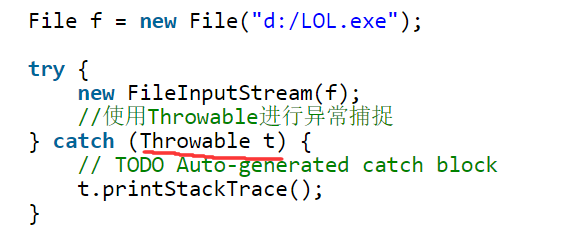 File f = new File("d:/LOL.exe");
try {
new FileInputStream(f);
//使用Throwable进行异常捕捉
} catch (Throwable t) {
// TODO Auto-generated catch block
t.printStackTrace();
}